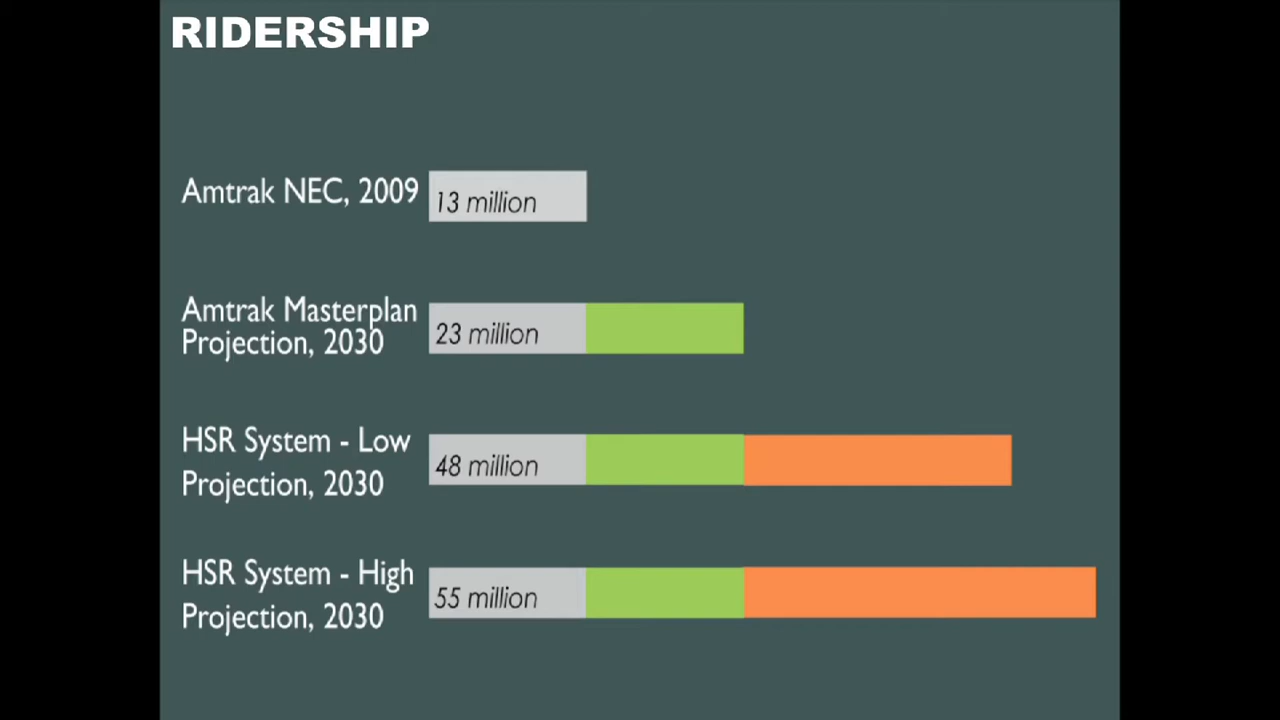 RIDERSHIP
Amtrak NEC, 2009
13 million
Amtrak Masterplan
Projection, 2030
23 million
HSR System - Low
Projection, 2030
48 million
HSR System - High
Projection, 2030
55 million